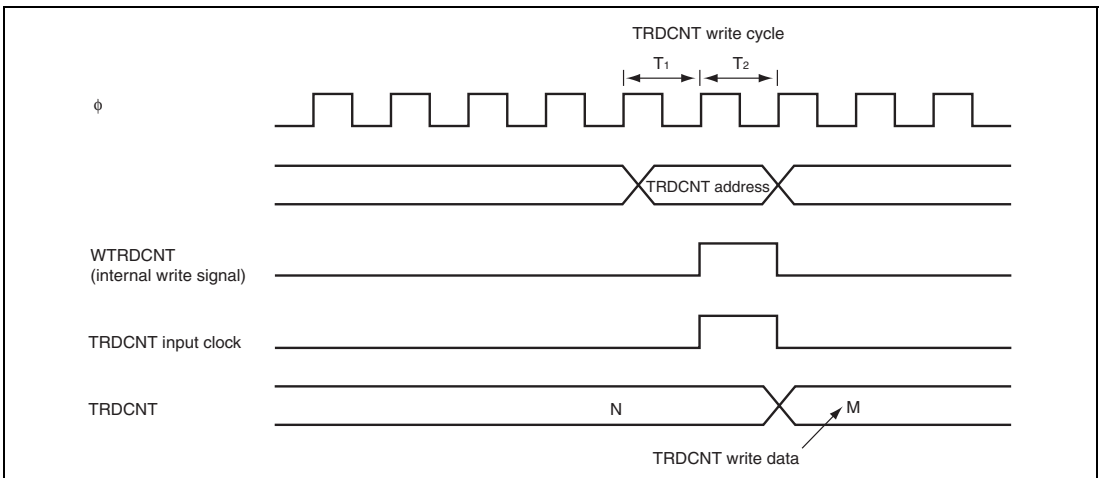 TRDCNT write cycle
T1
T2
ϕ
TRDCNT address
WTRDCNT
(internal write signal)
TRDCNT input clock
TRDCNT
N
M
TRDCNT write data